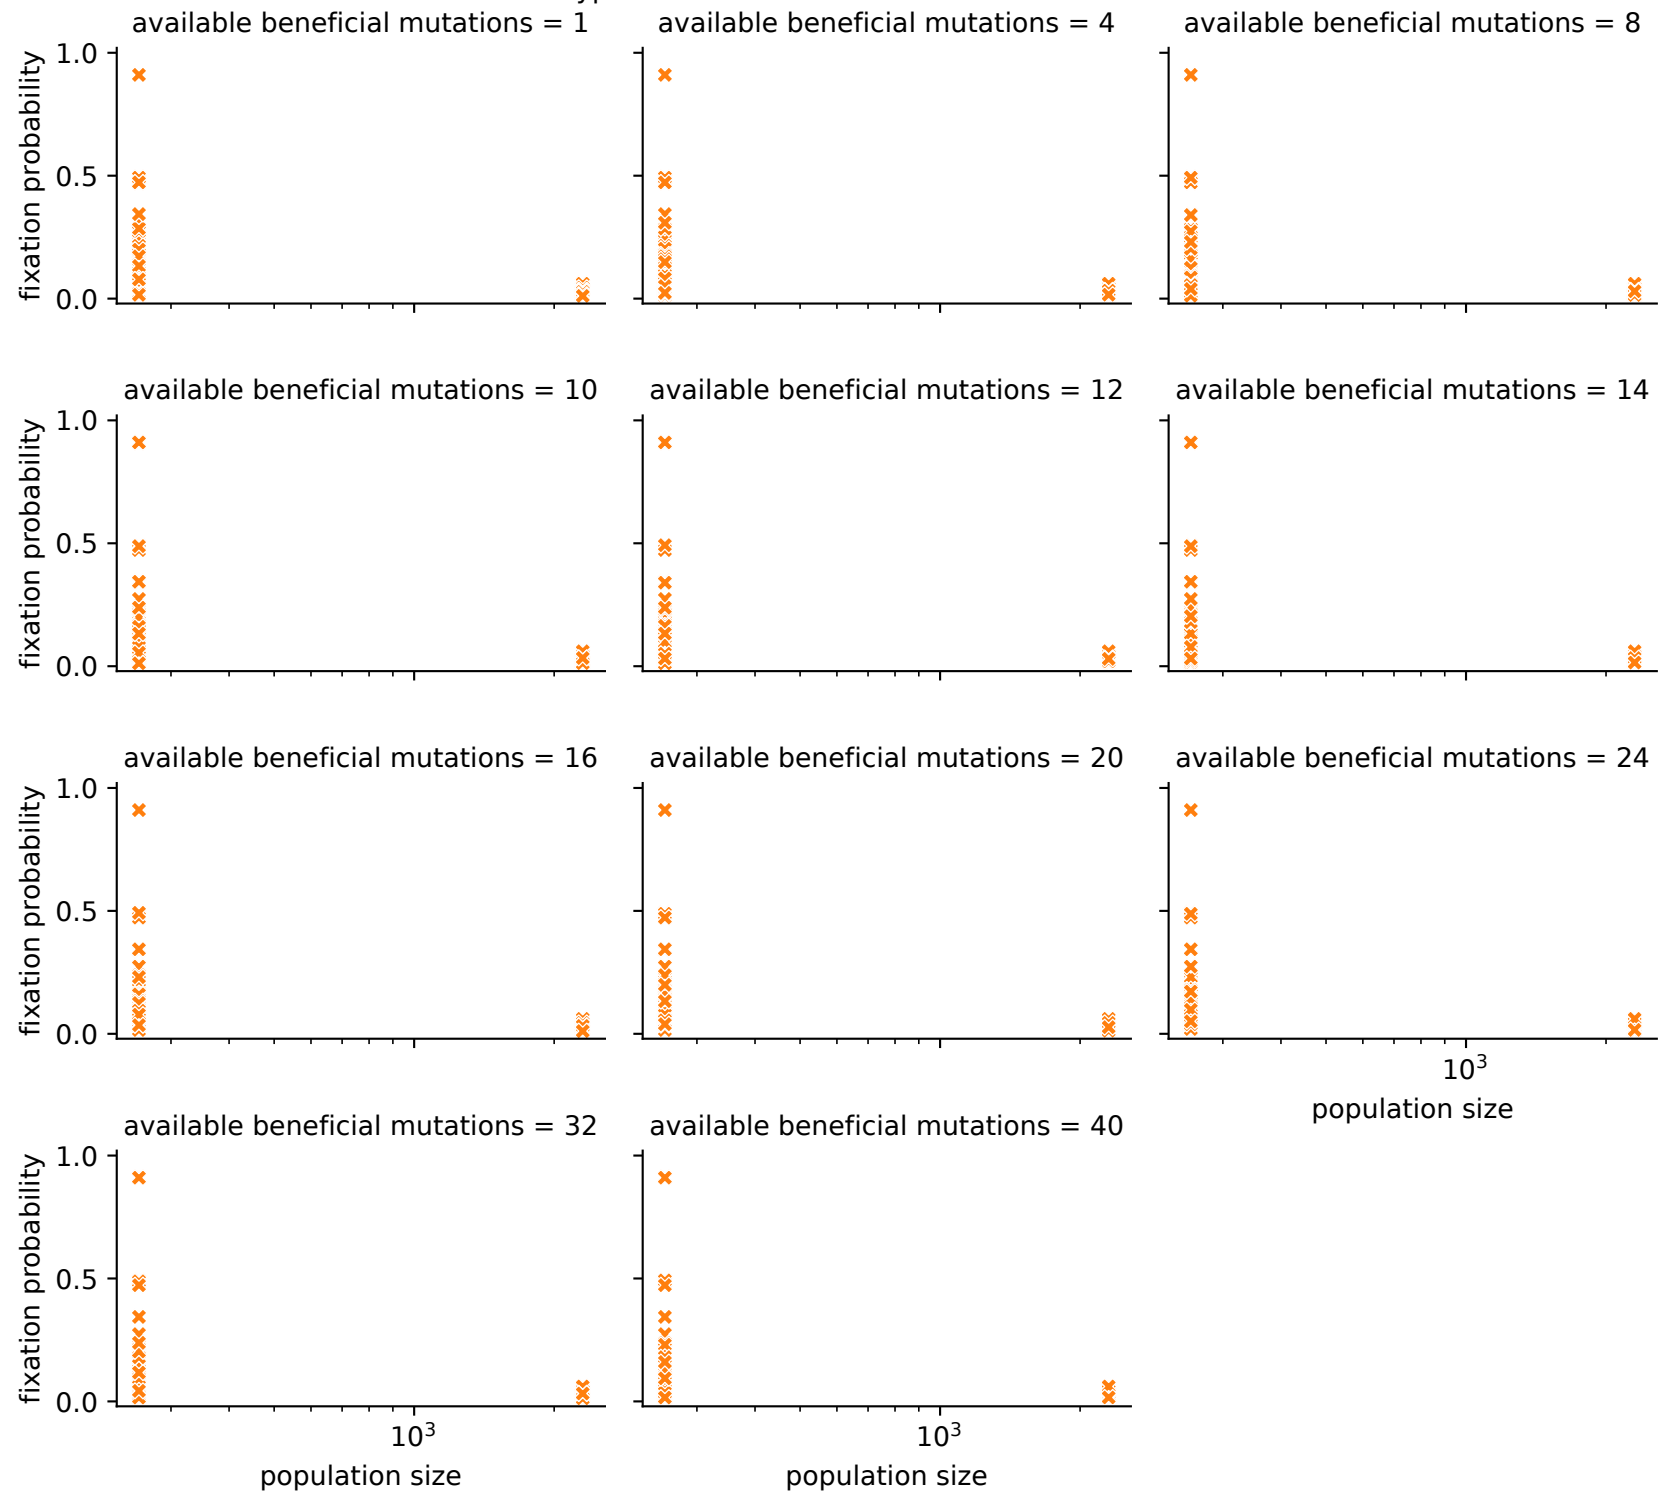 available beneficial mutations = 1
available beneficial mutations = 4
available beneficial mutations = 8
fixation probability
1.0
0.5
0.0
available beneficial mutations = 10
available beneficial mutations = 12
available beneficial mutations = 14
fixation probability
1.0
0.5
0.0
available beneficial mutations = 16
available beneficial mutations = 20
available beneficial mutations = 24
fixation probability
1.0
0.5
0.0
10³
population size
available beneficial mutations = 32
available beneficial mutations = 40
fixation probability
1.0
0.5
0.0
10³
10³
population size
population size